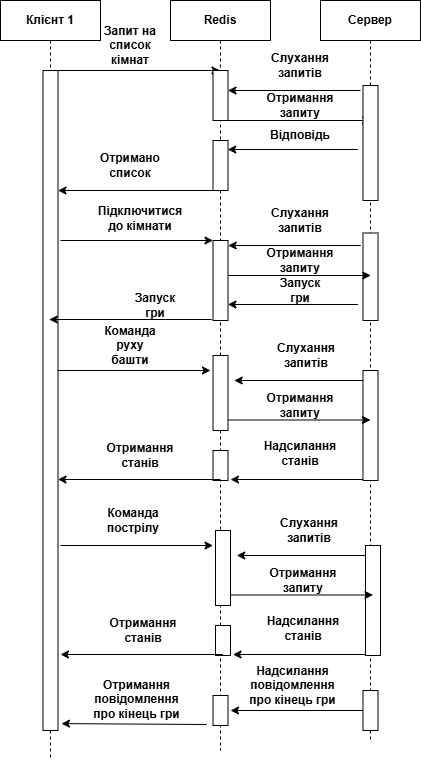 Клієнт 1
Redis
Сервер
Запит на
список
кімнат
Слухання
запитів
Отримання
запиту
Відповідь
Отримано
список
Підключитися
до кімнати
Слухання
запитів
Отримання
запиту
Запуск
гри
Запуск
гри
Команда
руху
башти
Слухання
запитів
Отримання
запиту
Надсилання
станів
Отримання
станів
Команда
пострілу
Слухання
запитів
Отримання
запиту
Надсилання
станів
Отримання
станів
Надсилання
повідомлення
про кінець гри
Отримання
повідомлення
про кінець гри